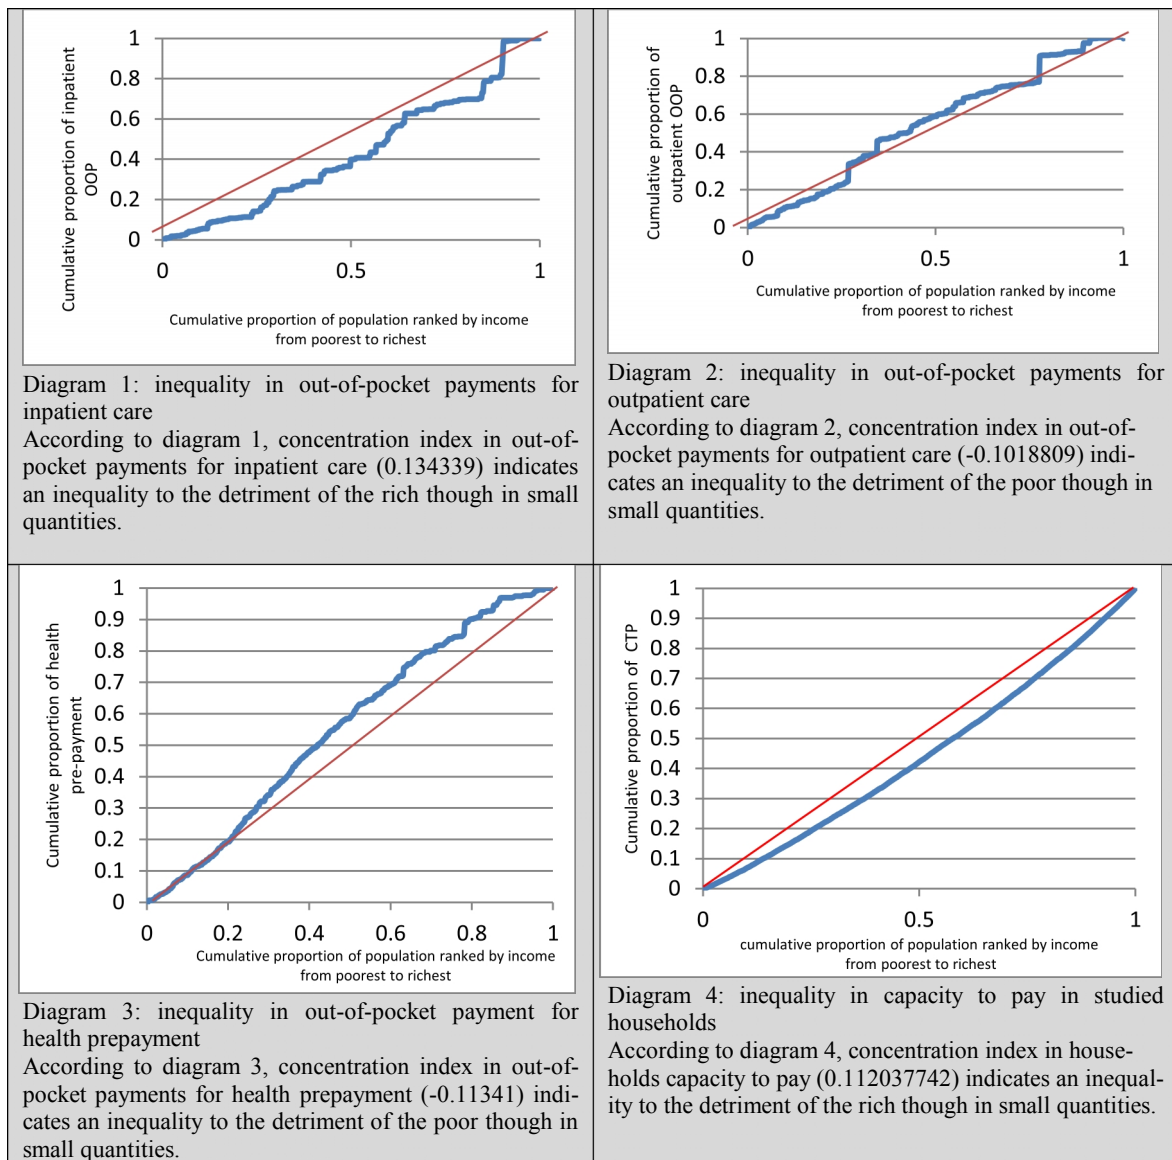 Cumulative proportion of inpatient
OOP
1
0.8
0.6
0.4
0.2
0
0
0.5
1
Cumulative proportion of population ranked by income
from poorest to richest
Diagram 1: inequality in out-of-pocket payments for
inpatient care
According to diagram 1, concentration index in out-of-
pocket payments for inpatient care (0.134339) indicates
an inequality to the detriment of the rich though in small
quantities.
Cumulative proportion of
outpatient OOP
1
0.8
0.6
0.4
0.2
0
0
0.5
1
Cumulative proportion of population ranked by income
from poorest to richest
Diagram 2: inequality in out-of-pocket payments for
outpatient care
According to diagram 2, concentration index in out-of-
pocket payments for outpatient care (-0.1018809) indi-
cates an inequality to the detriment of the poor though in
small quantities.
Cumulative proportion of health
pre-payment
1
0.9
0.8
0.7
0.6
0.5
0.4
0.3
0.2
0.1
0
0
0.2
0.4
0.6
0.8
1
Cumulative proportion of population ranked by income
from poorest to richest
Diagram 3: inequality in out-of-pocket payment for
health prepayment
According to diagram 3, concentration index in out-of-
pocket payments for health prepayment (-0.11341) indi-
cates an inequality to the detriment of the poor though in
small quantities.
Cumulative proportion of CTP
1
0.9
0.8
0.7
0.6
0.5
0.4
0.3
0.2
0.1
0
0
0.5
1
cumulative proportion of population ranked by income
from poorest to richest
Diagram 4: inequality in capacity to pay in studied
households
According to diagram 4, concentration index in house-
holds capacity to pay (0.112037742) indicates an inequal-
ity to the detriment of the rich though in small quantities.